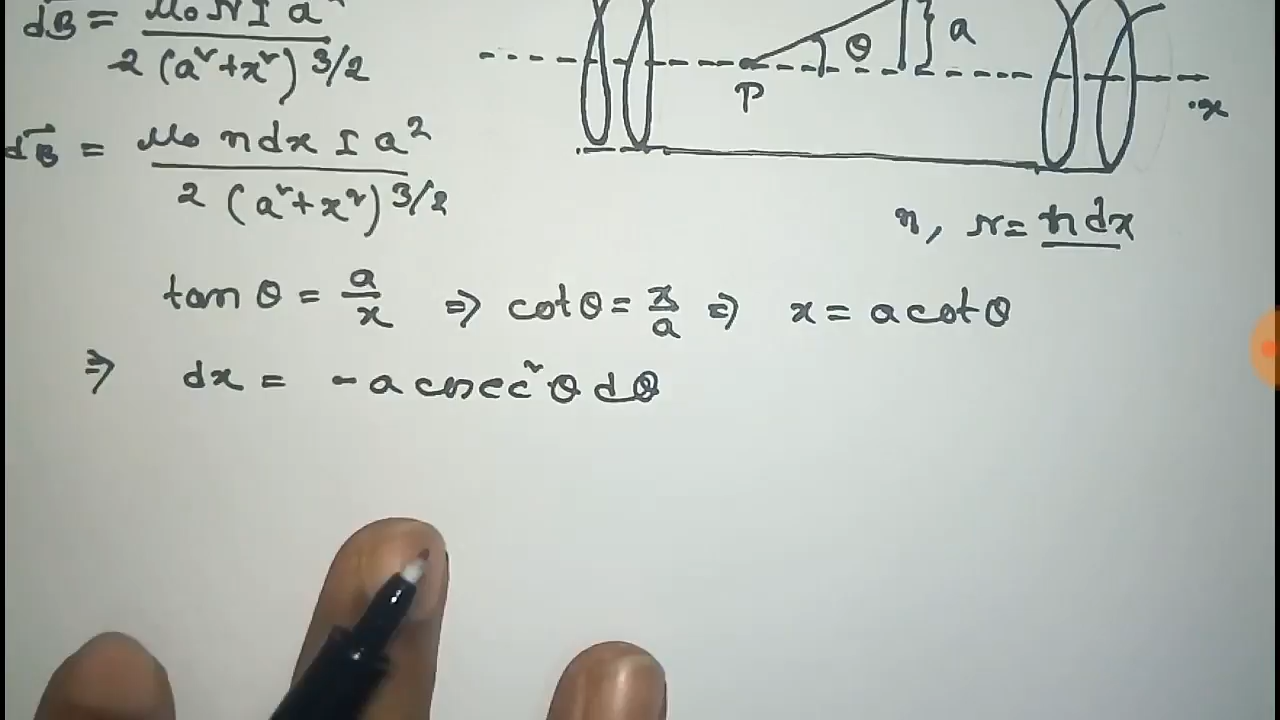 dB⃗ = μ₀ N I a² / 2 (a² + x²)^3/2
a
θ
P
x
dB⃗ = μ₀ n dx I a² / 2 (a² + x²)^3/2
n, N = n dx
tan θ = a/x ⇒ cot θ = x/a ⇒ x = a cot θ
⇒ dx = - a cosec² θ dθ